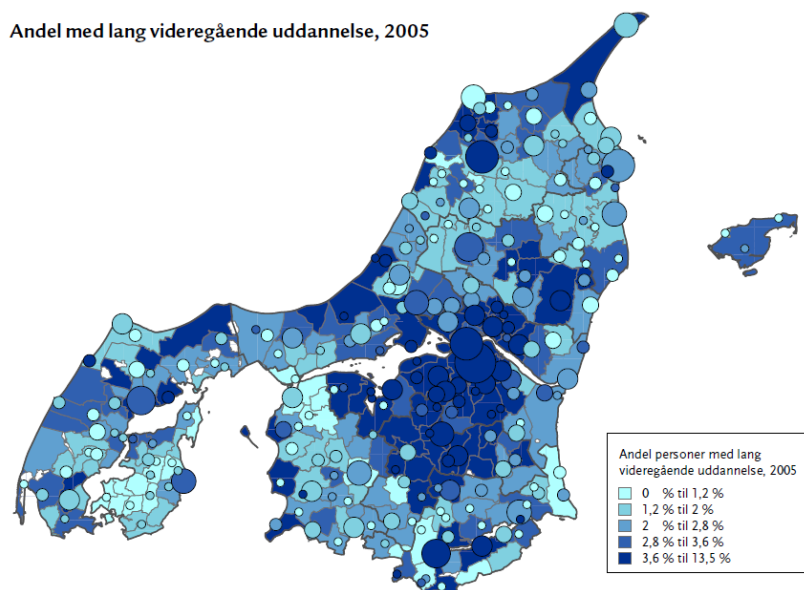 Andel med lang videregående uddannelse, 2005
Andel personer med lang
videregående uddannelse, 2005
0 % til 1,2 %
1,2 % til 2 %
2 % til 2,8 %
2,8 % til 3,6 %
3,6 % til 13,5 %